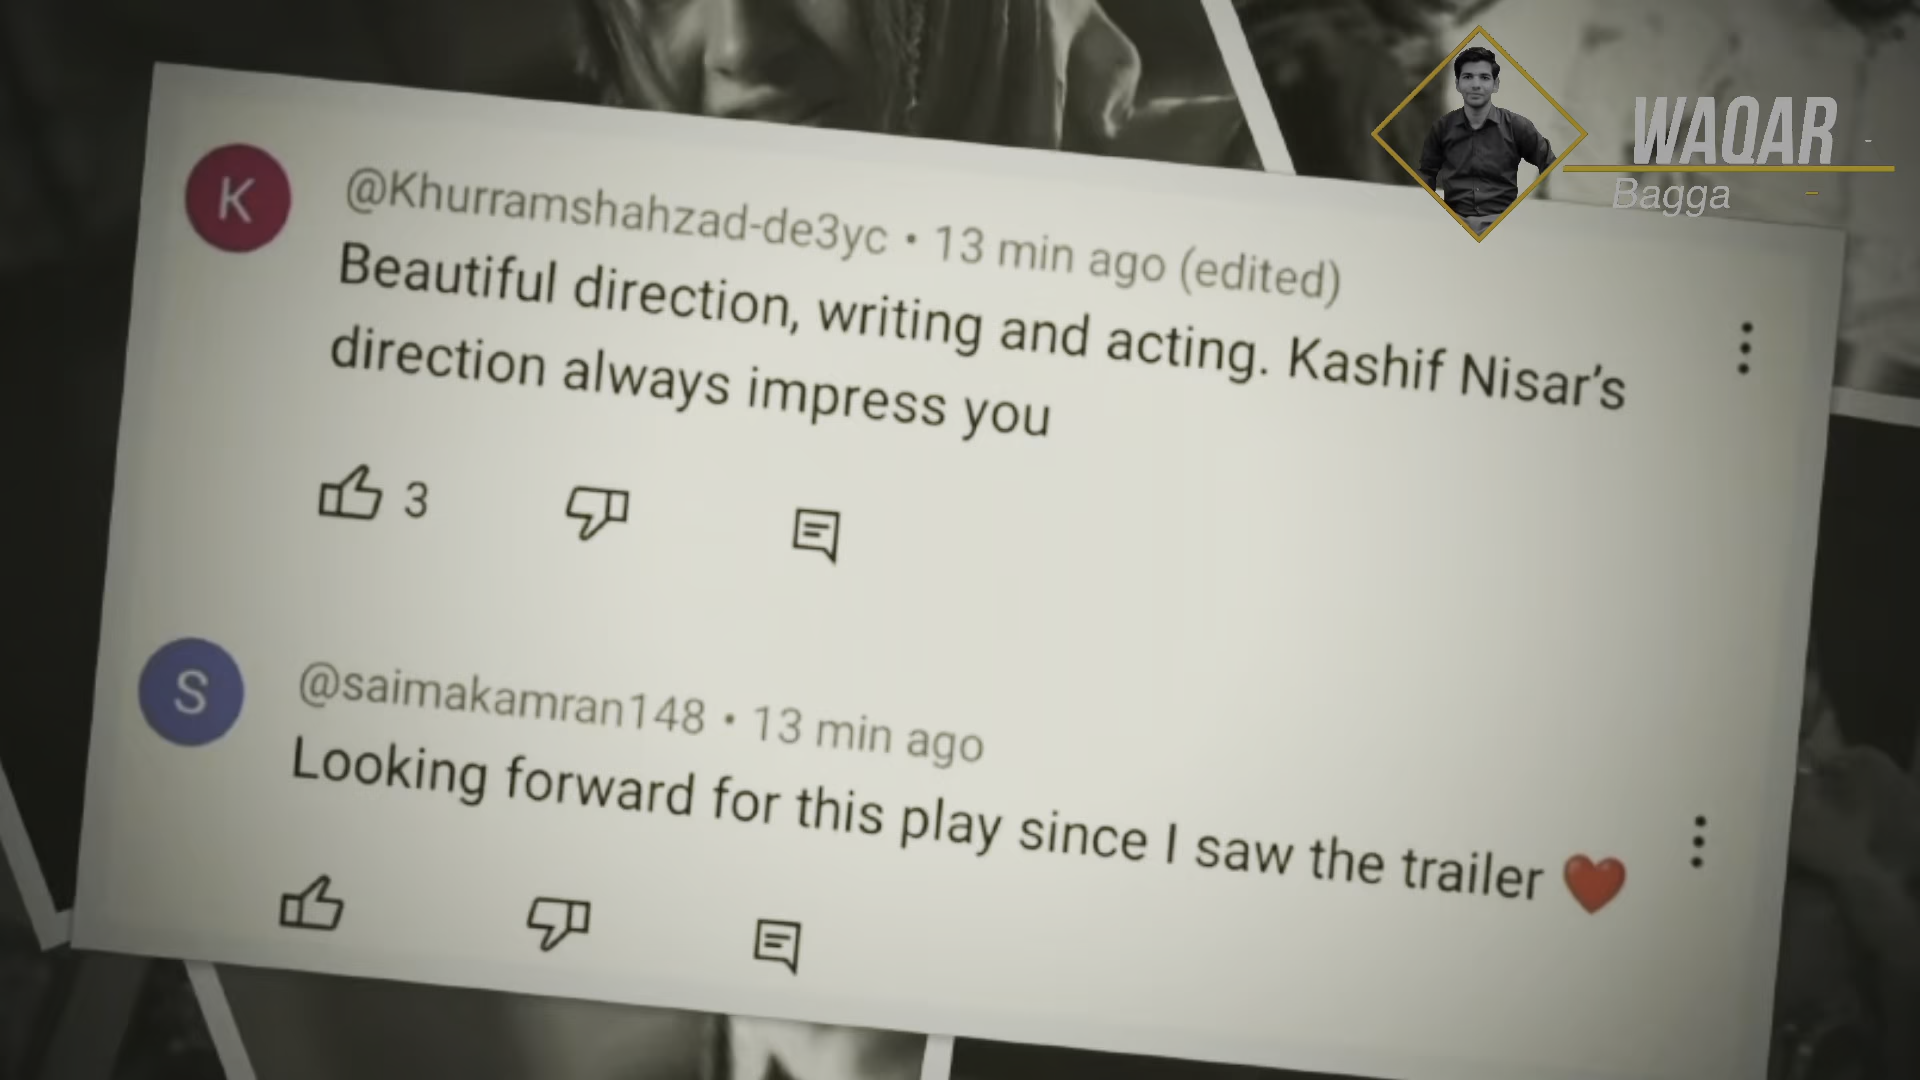 WAQAR
Bagga
K
@Khurramshahzad-de3yc • 13 min ago (edited)
Beautiful direction, writing and acting. Kashif Nisar's
direction always impress you
3
S
@saimakamran148 • 13 min ago
Looking forward for this play since I saw the trailer ❤️